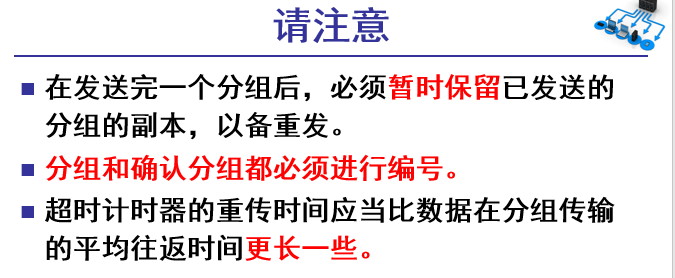 请注意
在发送完一个分组后，必须暂时保留已发送的
分组的副本，以备重发。
分组和确认分组都必须进行编号。
超时计时器的重传时间应当比数据在分组传输
的平均往返时间更长一些。